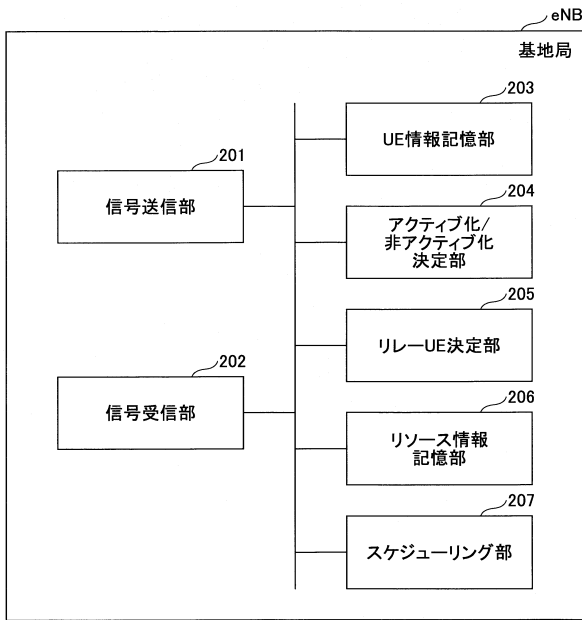 eNB
基地局
201
信号送信部
202
信号受信部
203
UE情報記憶部
204
アクティブ化/
非アクティブ化
決定部
205
リレーUE決定部
206
リソース情報
記憶部
207
スケジューリング部